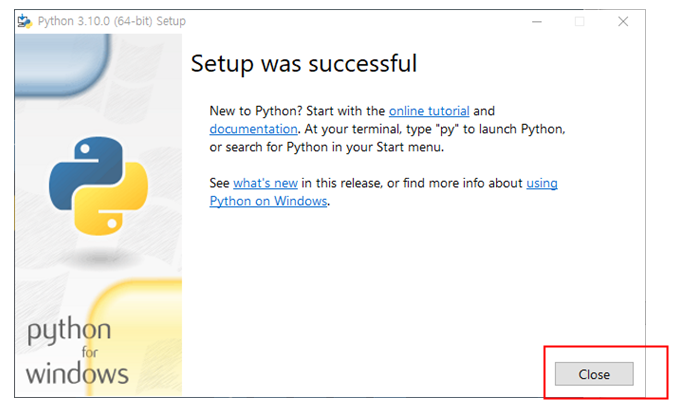 Python 3.10.0 (64-bit) Setup
Setup was successful
New to Python? Start with the online tutorial and
documentation. At your terminal, type "py" to launch Python,
or search for Python in your Start menu.
See what's new in this release, or find more info about using
Python on Windows.
python
for
windows
Close